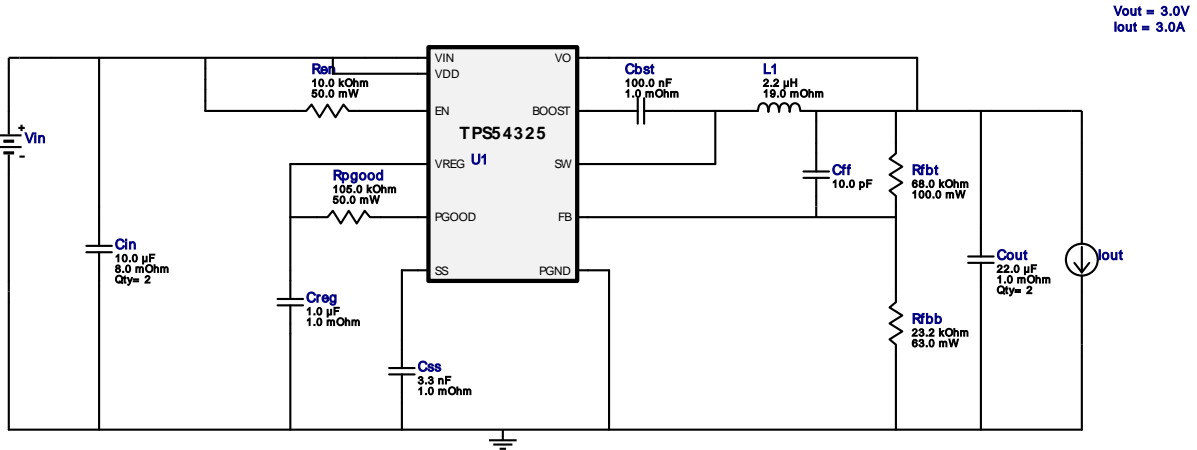 Vout = 3.0V
Iout = 3.0A
VIN
VDD
EN
VREG
PGOOD
SS
VO
BOOST
SW
FB
PGND
TPS54325
U1
Ren
10.0 kOhm
50.0 mW
Cbst
100.0 nF
1.0 mOhm
L1
2.2 µH
19.0 mOhm
+
Vin
-
Rpgood
105.0 kOhm
50.0 mW
Cff
10.0 pF
Rfbt
68.0 kOhm
100.0 mW
Cin
10.0 µF
8.0 mOhm
Qty= 2
Cout
22.0 µF
1.0 mOhm
Qty= 2
Iout
Creg
1.0 µF
1.0 mOhm
Rfbb
23.2 kOhm
63.0 mW
Css
3.3 nF
1.0 mOhm